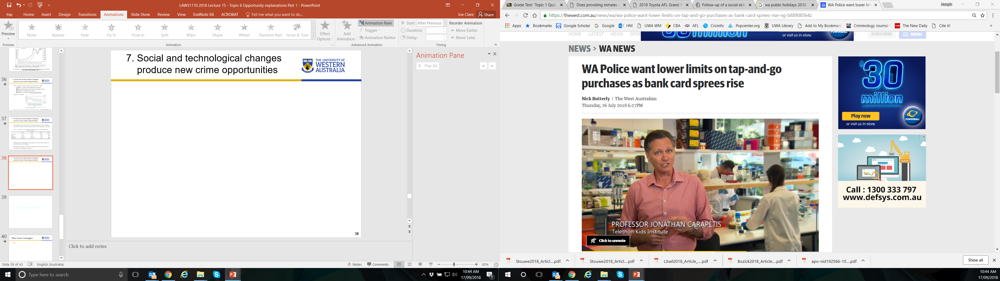 LAWS1110 2018 Lecture 15 - Topic 6 Opportunity explanations Part 1 - PowerPoint
File Home Insert Design Transitions Animations Slide Show Review View EndNote X8 ACROBAT Tell me what you want to do...
Joe Clare Share
Preview
None Appear Fade Fly In Float In Split Wipe Shape Wheel Random Bars Grow & Turn
Effect Options
Add Animation
Animation Pane
Trigger
Animation Painter
Start: After Previous
Duration:
Delay:
Reorder Animation
Move Earlier
Move Later
Preview Animation Advanced Animation Timing
36
7. Social and technological changes
produce new crime opportunities
37
7. Social and technological changes
produce new crime opportunities
38
7. Social and technological changes
produce new crime opportunities
39
40
Take home messages
7. Social and technological changes
produce new crime opportunities
THE UNIVERSITY OF
WESTERN
AUSTRALIA
38
Animation Pane
Play All
Click to add notes
Slide 38 of 43 English (Australia)
Notes Comments 80%
Type here to search
10:44 AM
17/09/2018
1
Grade Test: 'Topic 1 Quiz
Does providing inmates
2018 Toyota AFL Grand F
Follow-up of a social skil
wa public holidays 2018
WA Police want lower lim
Joseph
https://thewest.com.au/news/wa/wa-police-want-lower-limits-on-tap-and-go-purchases-as-bank-card-sprees-rise-ng-b88908564z
Apps Bookmarks Google Scholar Google HM UWA WM CBA AFL Cricinfo Popcenter.org UWA Library Add to My Bookmark Criminology Journal The New Daily Cite it!
HOME LATEST NEWS SPOR
million
or visit us in-store
POWERBALL
SUBSCRIBE MENU
NEWS > WA NEWS
WA Police want lower limits on tap-and-go
purchases as bank card sprees rise
Nick Butterly | The West Australian
Thursday, 26 July 2018 6:27PM
PROFESSOR JONATHAN CARAPETIS
Telethon Kids Institute
Click to unmute
$30
million
Play now
or visit us in-store
POWERBALL
Call : 1300 333 797
www.defsys.com.au
Stouwe2018_Articl....pdf
Stouwe2018_Articl....pdf
Lösel2018_Article_....pdf
Bozick2018_Article....pdf
apo-nid192566-10....pdf
Show all
10:44 AM
17/09/2018